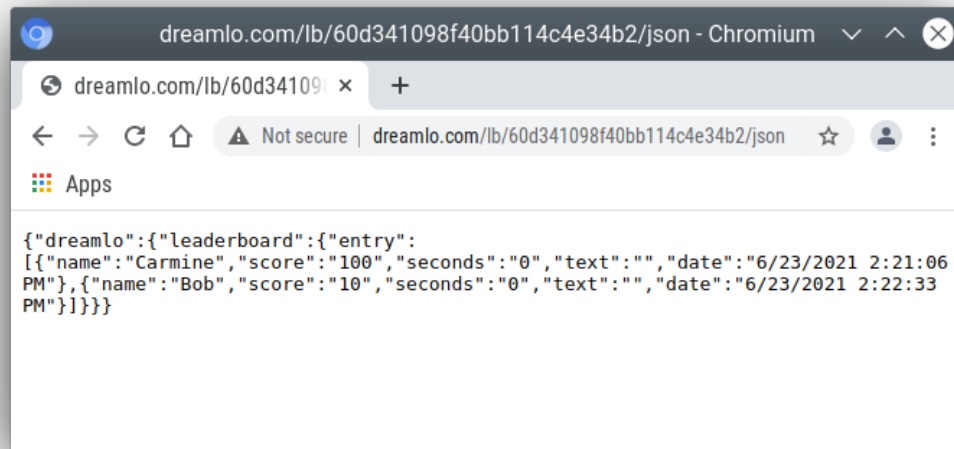 dreamlo.com/lb/60d341098f40bb114c4e34b2/json - Chromium
dreamlo.com/lb/60d34109
Not secure | dreamlo.com/lb/60d341098f40bb114c4e34b2/json
Apps
{"dreamlo":{"leaderboard":{"entry":
[{"name":"Carmine","score":"100","seconds":"0","text":"","date":"6/23/2021 2:21:06
PM"},{"name":"Bob","score":"10","seconds":"0","text":"","date":"6/23/2021 2:22:33
PM"}]}}}